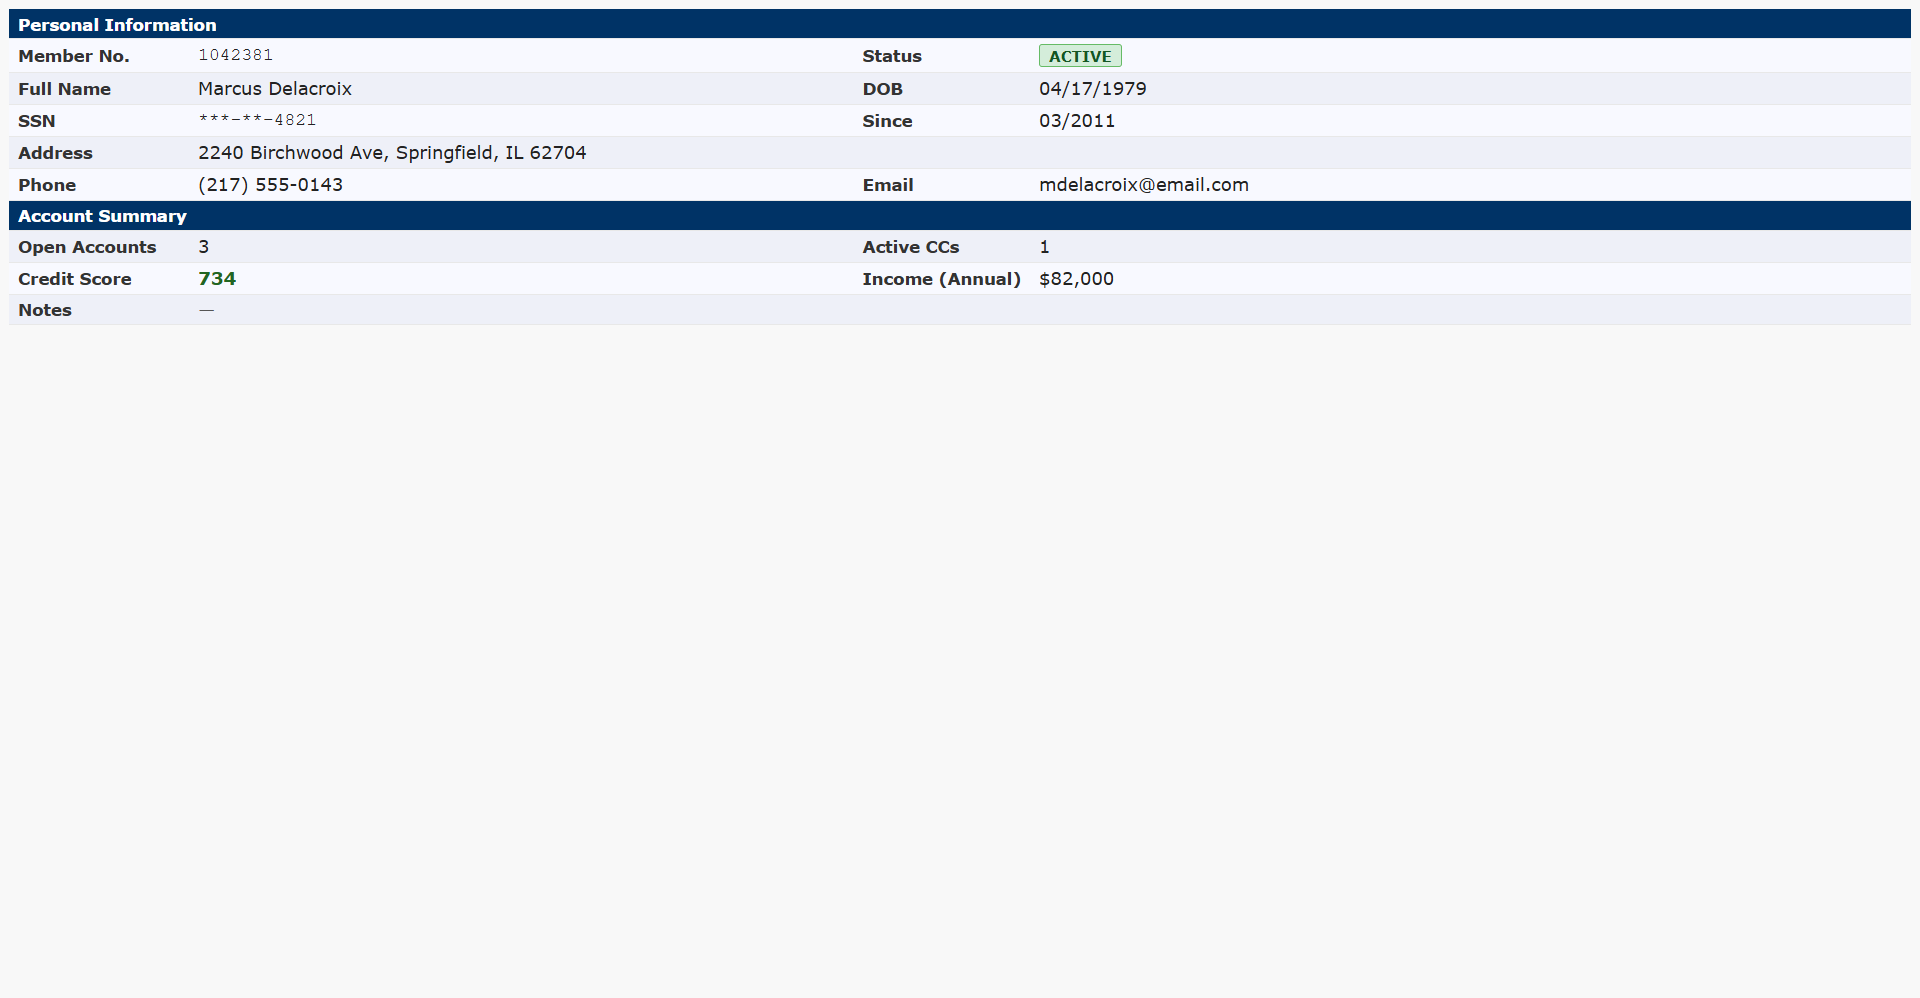 Personal Information
Member No. 1042381 Status ACTIVE
Full Name Marcus Delacroix DOB 04/17/1979
SSN ***-**-4821 Since 03/2011
Address 2240 Birchwood Ave, Springfield, IL 62704
Phone (217) 555-0143 Email mdelacroix@email.com
Account Summary
Open Accounts 3 Active CCs 1
Credit Score 734 Income (Annual) $82,000
Notes —